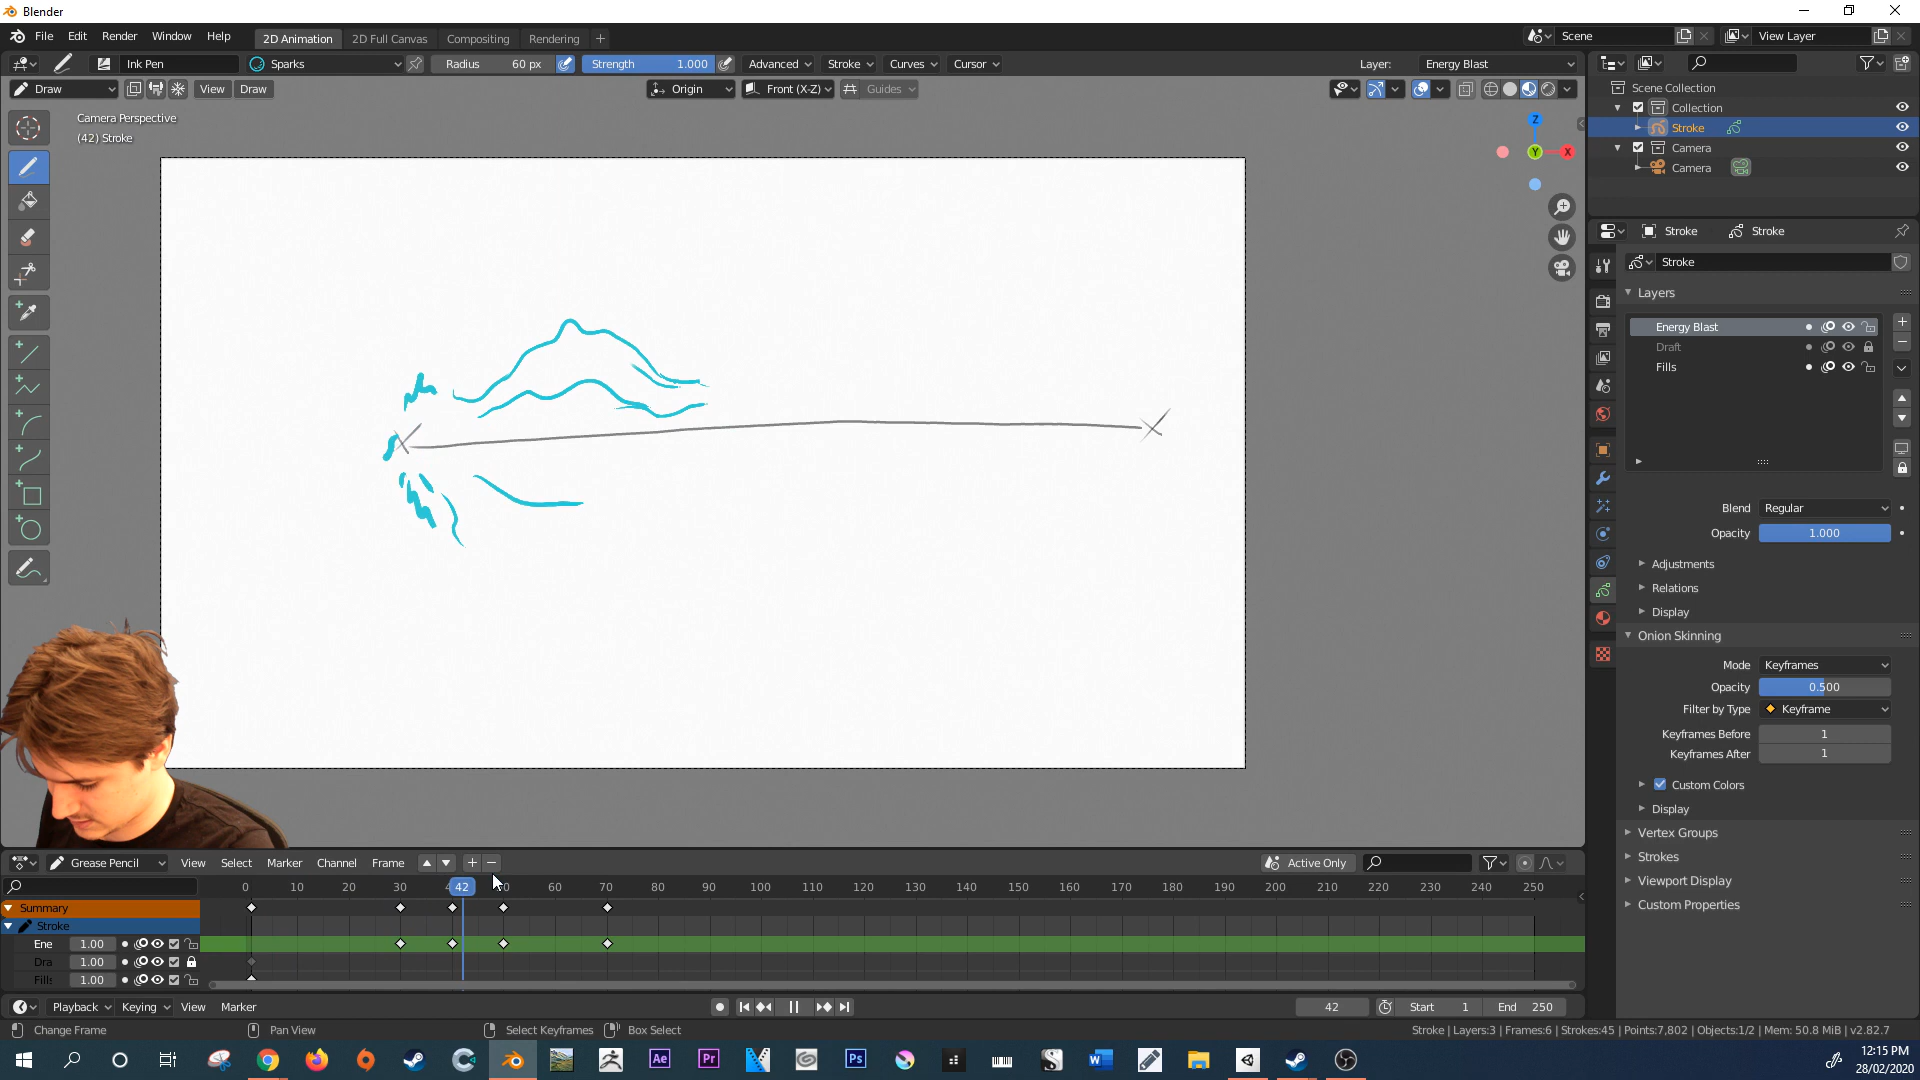 Blender
File Edit Render Window Help 2D Animation 2D Full Canvas Compositing Rendering + Scene View Layer
Ink Pen Sparks Radius 60 px Strength 1.000 Advanced Stroke Curves Cursor Layer: Energy Blast
Draw View Draw Origin Front (X-Z) Guides
Camera Perspective
(42) Stroke
Z
Y X
Scene Collection
Collection
Stroke
Camera
Camera
Stroke Stroke
Stroke
Layers
Energy Blast
Draft
Fills
Blend Regular
Opacity 1.000
Adjustments
Relations
Display
Onion Skinning
Mode Keyframes
Opacity 0.500
Filter by Type Keyframe
Keyframes Before 1
Keyframes After 1
Custom Colors
Display
Vertex Groups
Strokes
Viewport Display
Custom Properties
Grease Pencil View Select Marker Channel Frame Active Only
0 10 20 30 42 60 70 80 90 100 110 120 130 140 150 160 170 180 190 200 210 220 230 240 250
Summary
Stroke
Ene 1.00
Dra 1.00
Fills 1.00
Playback Keying View Marker 42 Start 1 End 250
Change Frame Pan View Select Keyframes Box Select Stroke | Layers:3 | Frames:6 | Strokes:45 | Points:7,802 | Objects:1/2 | Mem: 50.8 MiB | v2.82.7
Ae Pr Ps
12:15 PM
28/02/2020